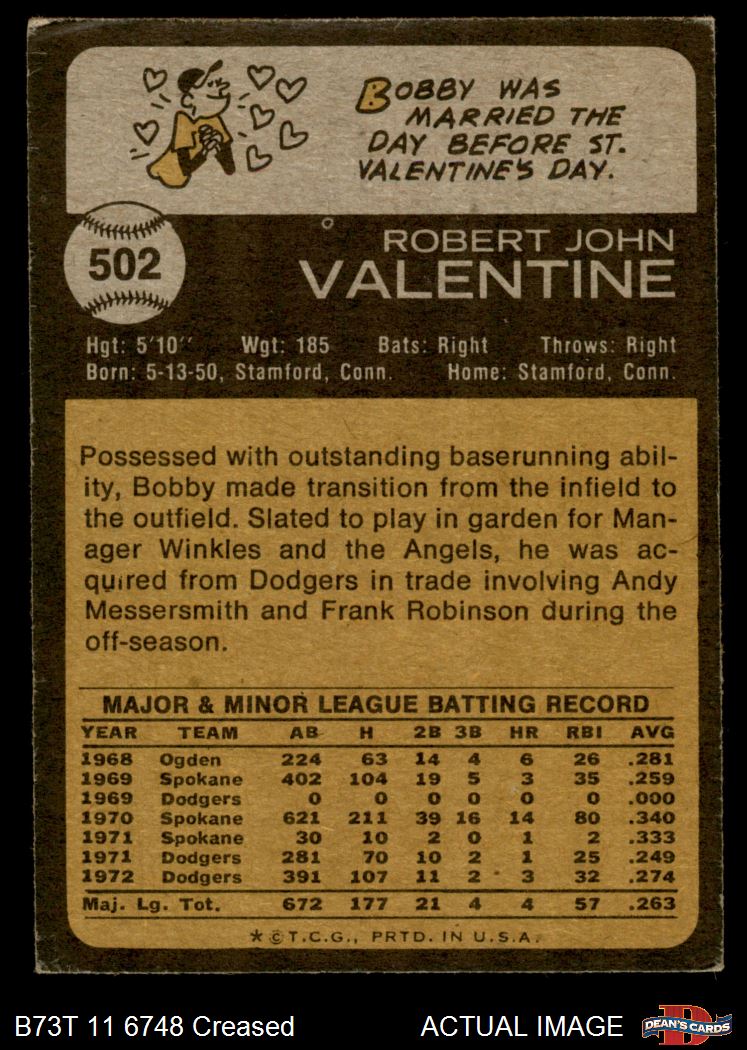 BOBBY WAS
MARRIED THE
DAY BEFORE ST.
VALENTINE'S DAY.
502
ROBERT JOHN
VALENTINE
Hgt: 5'10" Wgt: 185 Bats: Right Throws: Right
Born: 5-13-50, Stamford, Conn. Home: Stamford, Conn.
Possessed with outstanding baserunning abil-
ity, Bobby made transition from the infield to
the outfield. Slated to play in garden for Man-
ager Winkles and the Angels, he was ac-
quired from Dodgers in trade involving Andy
Messersmith and Frank Robinson during the
off-season.
MAJOR & MINOR LEAGUE BATTING RECORD
YEAR TEAM AB H 2B 3B HR RBI AVG
1968 Ogden 224 63 14 4 6 26 .281
1969 Spokane 402 104 19 5 3 35 .259
1969 Dodgers 0 0 0 0 0 0 .000
1970 Spokane 621 211 39 16 14 80 .340
1971 Spokane 30 10 2 0 1 2 .333
1971 Dodgers 281 70 10 2 1 25 .249
1972 Dodgers 391 107 11 2 3 32 .274
Maj. Lg. Tot. 672 177 21 4 4 57 .263
* © T.C.G., PRTD. IN U.S.A.
B73T 11 6748 Creased ACTUAL IMAGE
DEAN'S CARDS